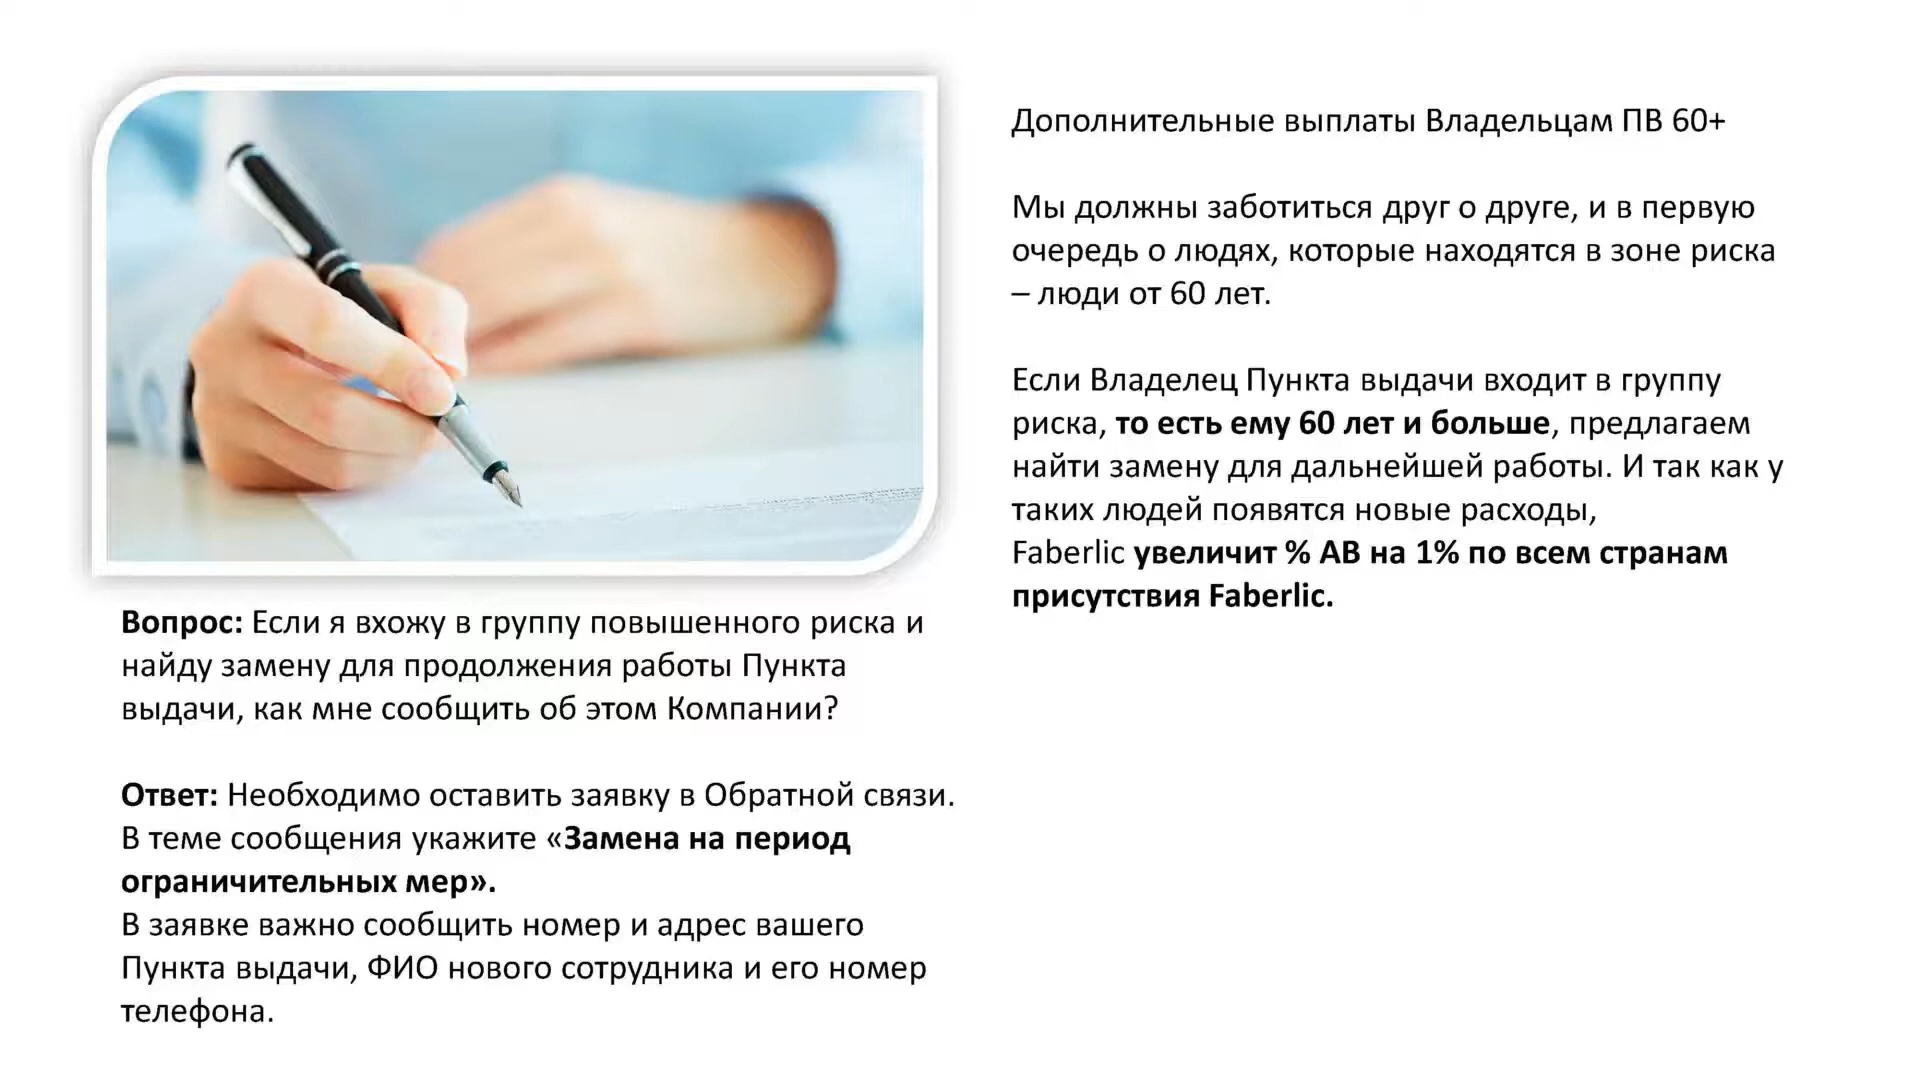 Дополнительные выплаты Владельцам ПВ 60+
Мы должны заботиться друг о друге, и в первую
очередь о людях, которые находятся в зоне риска
– люди от 60 лет.
Если Владелец Пункта выдачи входит в группу
риска, то есть ему 60 лет и больше, предлагаем
найти замену для дальнейшей работы. И так как у
таких людей появятся новые расходы,
Faberlic увеличит % АВ на 1% по всем странам
присутствия Faberlic.
Вопрос: Если я вхожу в группу повышенного риска и
найду замену для продолжения работы Пункта
выдачи, как мне сообщить об этом Компании?
Ответ: Необходимо оставить заявку в Обратной связи.
В теме сообщения укажите «Замена на период
ограничительных мер».
В заявке важно сообщить номер и адрес вашего
Пункта выдачи, ФИО нового сотрудника и его номер
телефона.